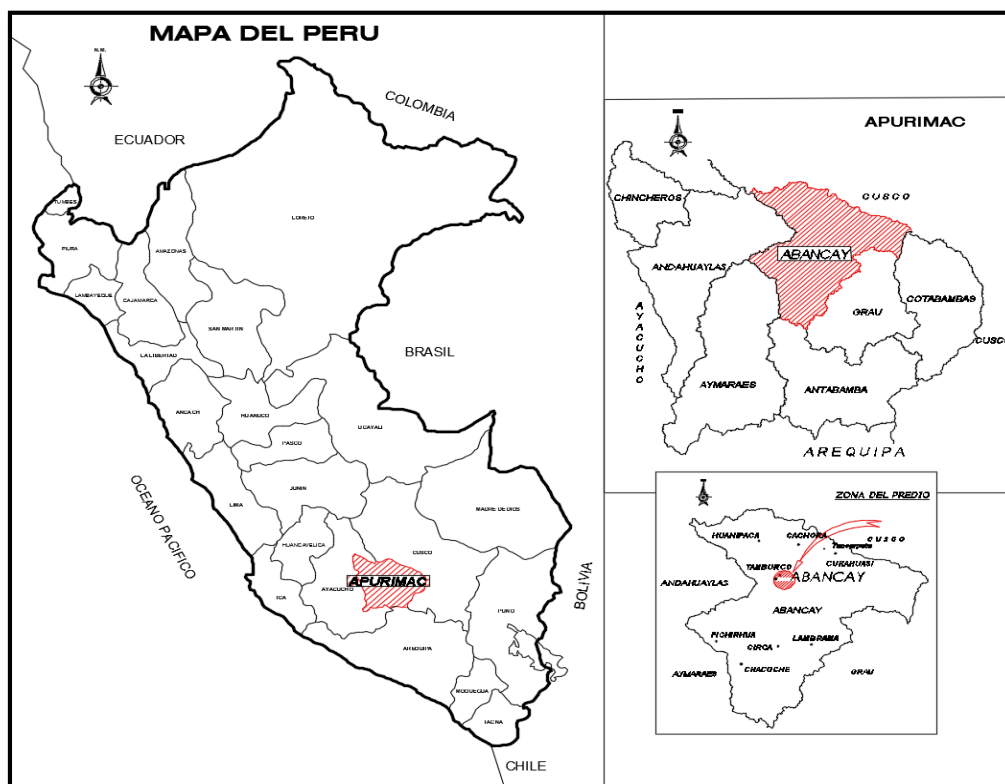 MAPA DEL PERU
N.M.
COLOMBIA
ECUADOR
TUMBES
PIURA
LORETO
AMAZONAS
LAMBAYEQUE
CAJAMARCA
SAN MARTIN
LA LIBERTAD
BRASIL
ANCACH
HUANUCO
UCAYALI
PASCO
JUNIN
LIMA
OCEANO PACIFICO
MADRE DE DIOS
HUANCAVELICA
CUSCO
APURIMAC
AYACUCHO
ICA
PUNO
BOLIVIA
AREQUIPA
MOQUEGUA
TACNA
CHILE
APURIMAC
CHINCHEROS
CUSCO
ABANCAY
ANDAHUAYLAS
COTABAMBAS
GRAU
AYACUCHO
CUSCO
AYMARAES
ANTABAMBA
AREQUIPA
ZONA DEL PREDIO
HUANIPACA
CACHORA
CUSCO
CURAHUASI
TAMBURCO
ABANCAY
ANDAHUAYLAS
ABANCAY
PICHIRHUA
LAMBRAMA
CIRCA
CHACOCHE
AYMARAES
GRAU